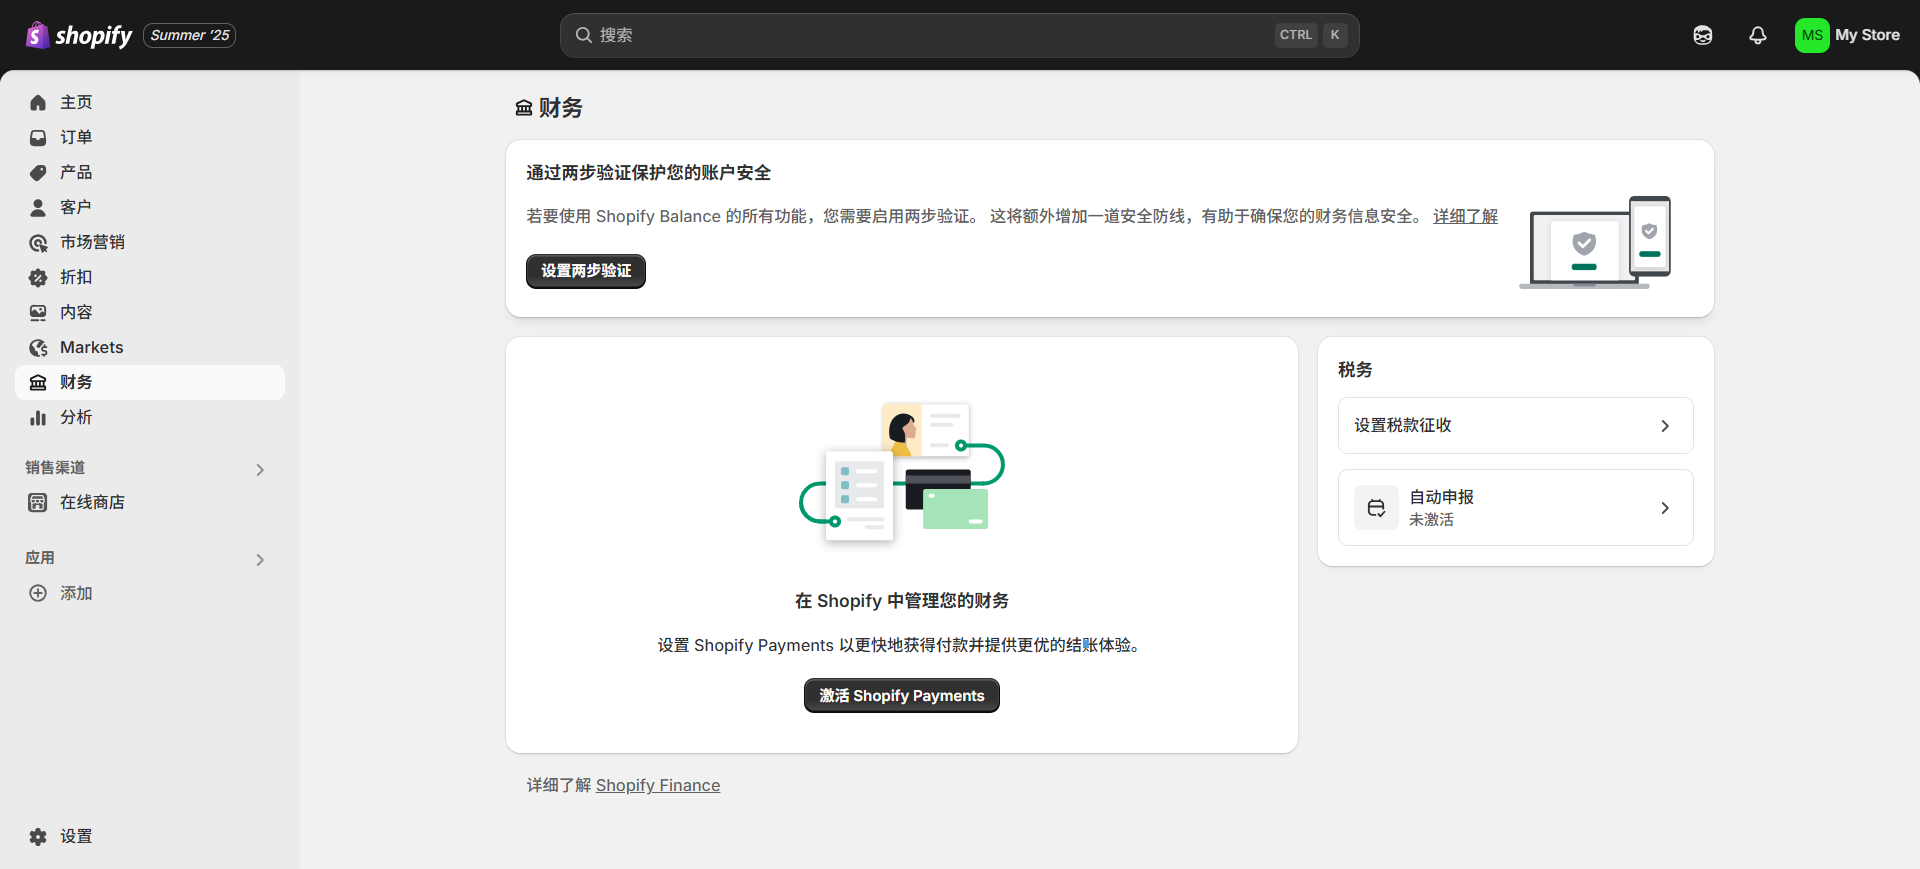 shopify Summer '25
搜索 CTRL K
MS My Store
主页
订单
产品
客户
市场营销
折扣
内容
Markets
财务
分析
销售渠道
在线商店
应用
添加
设置
财务
通过两步验证保护您的账户安全
若要使用 Shopify Balance 的所有功能，您需要启用两步验证。 这将额外增加一道安全防线，有助于确保您的财务信息安全。 详细了解
设置两步验证
在 Shopify 中管理您的财务
设置 Shopify Payments 以更快地获得付款并提供更优的结账体验。
激活 Shopify Payments
税务
设置税款征收
自动申报
未激活
详细了解 Shopify Finance